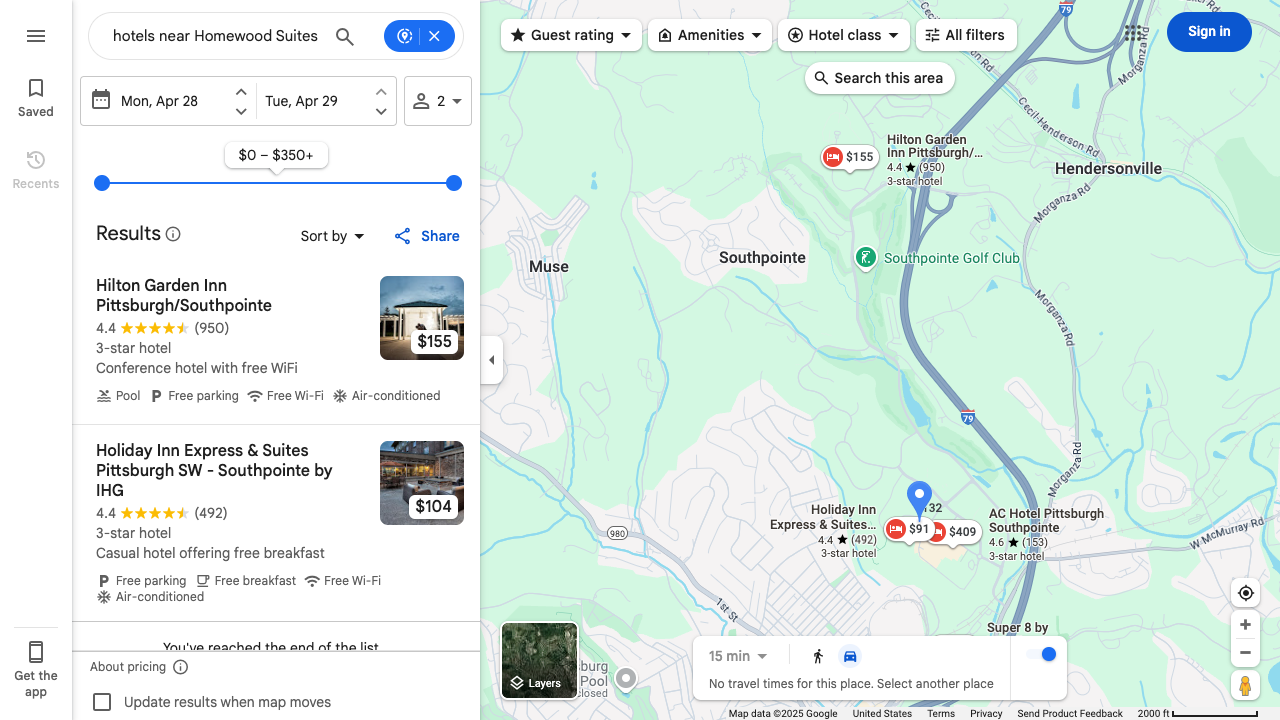 hotels near Homewood Suites
Saved
Recents
Get the
app
Mon, Apr 28
Tue, Apr 29
2
$0 – $350+
Results
Sort by
Share
Hilton Garden Inn
Pittsburgh/Southpointe
4.4 (950)
3-star hotel
Conference hotel with free WiFi
Pool Free parking Free Wi-Fi Air-conditioned
$155
Holiday Inn Express & Suites
Pittsburgh SW - Southpointe by
IHG
4.4 (492)
3-star hotel
Casual hotel offering free breakfast
Free parking Free breakfast Free Wi-Fi
Air-conditioned
$104
You've reached the end of the list.
About pricing
Update results when map moves
Guest rating
Amenities
Hotel class
All filters
Sign in
Search this area
79
Cecil-Henderson Rd
Morganza Rd
Hilton Garden
Inn Pittsburgh/...
4.4 (950)
3-star hotel
$155
Hendersonville
Morganza Rd
Southpointe
Muse
Southpointe Golf Club
Morganza Rd
79
Morganza Rd
Holiday Inn
Express & Suites...
4.4 (492)
3-star hotel
$91
$409
AC Hotel Pittsburgh
Southpointe
4.6 (153)
3-star hotel
W McMurray Rd
980
1st St
Super 8 by
Pool
Layers
15 min
No travel times for this place. Select another place
Map data ©2025 Google United States Terms Privacy Send Product Feedback 2000 ft